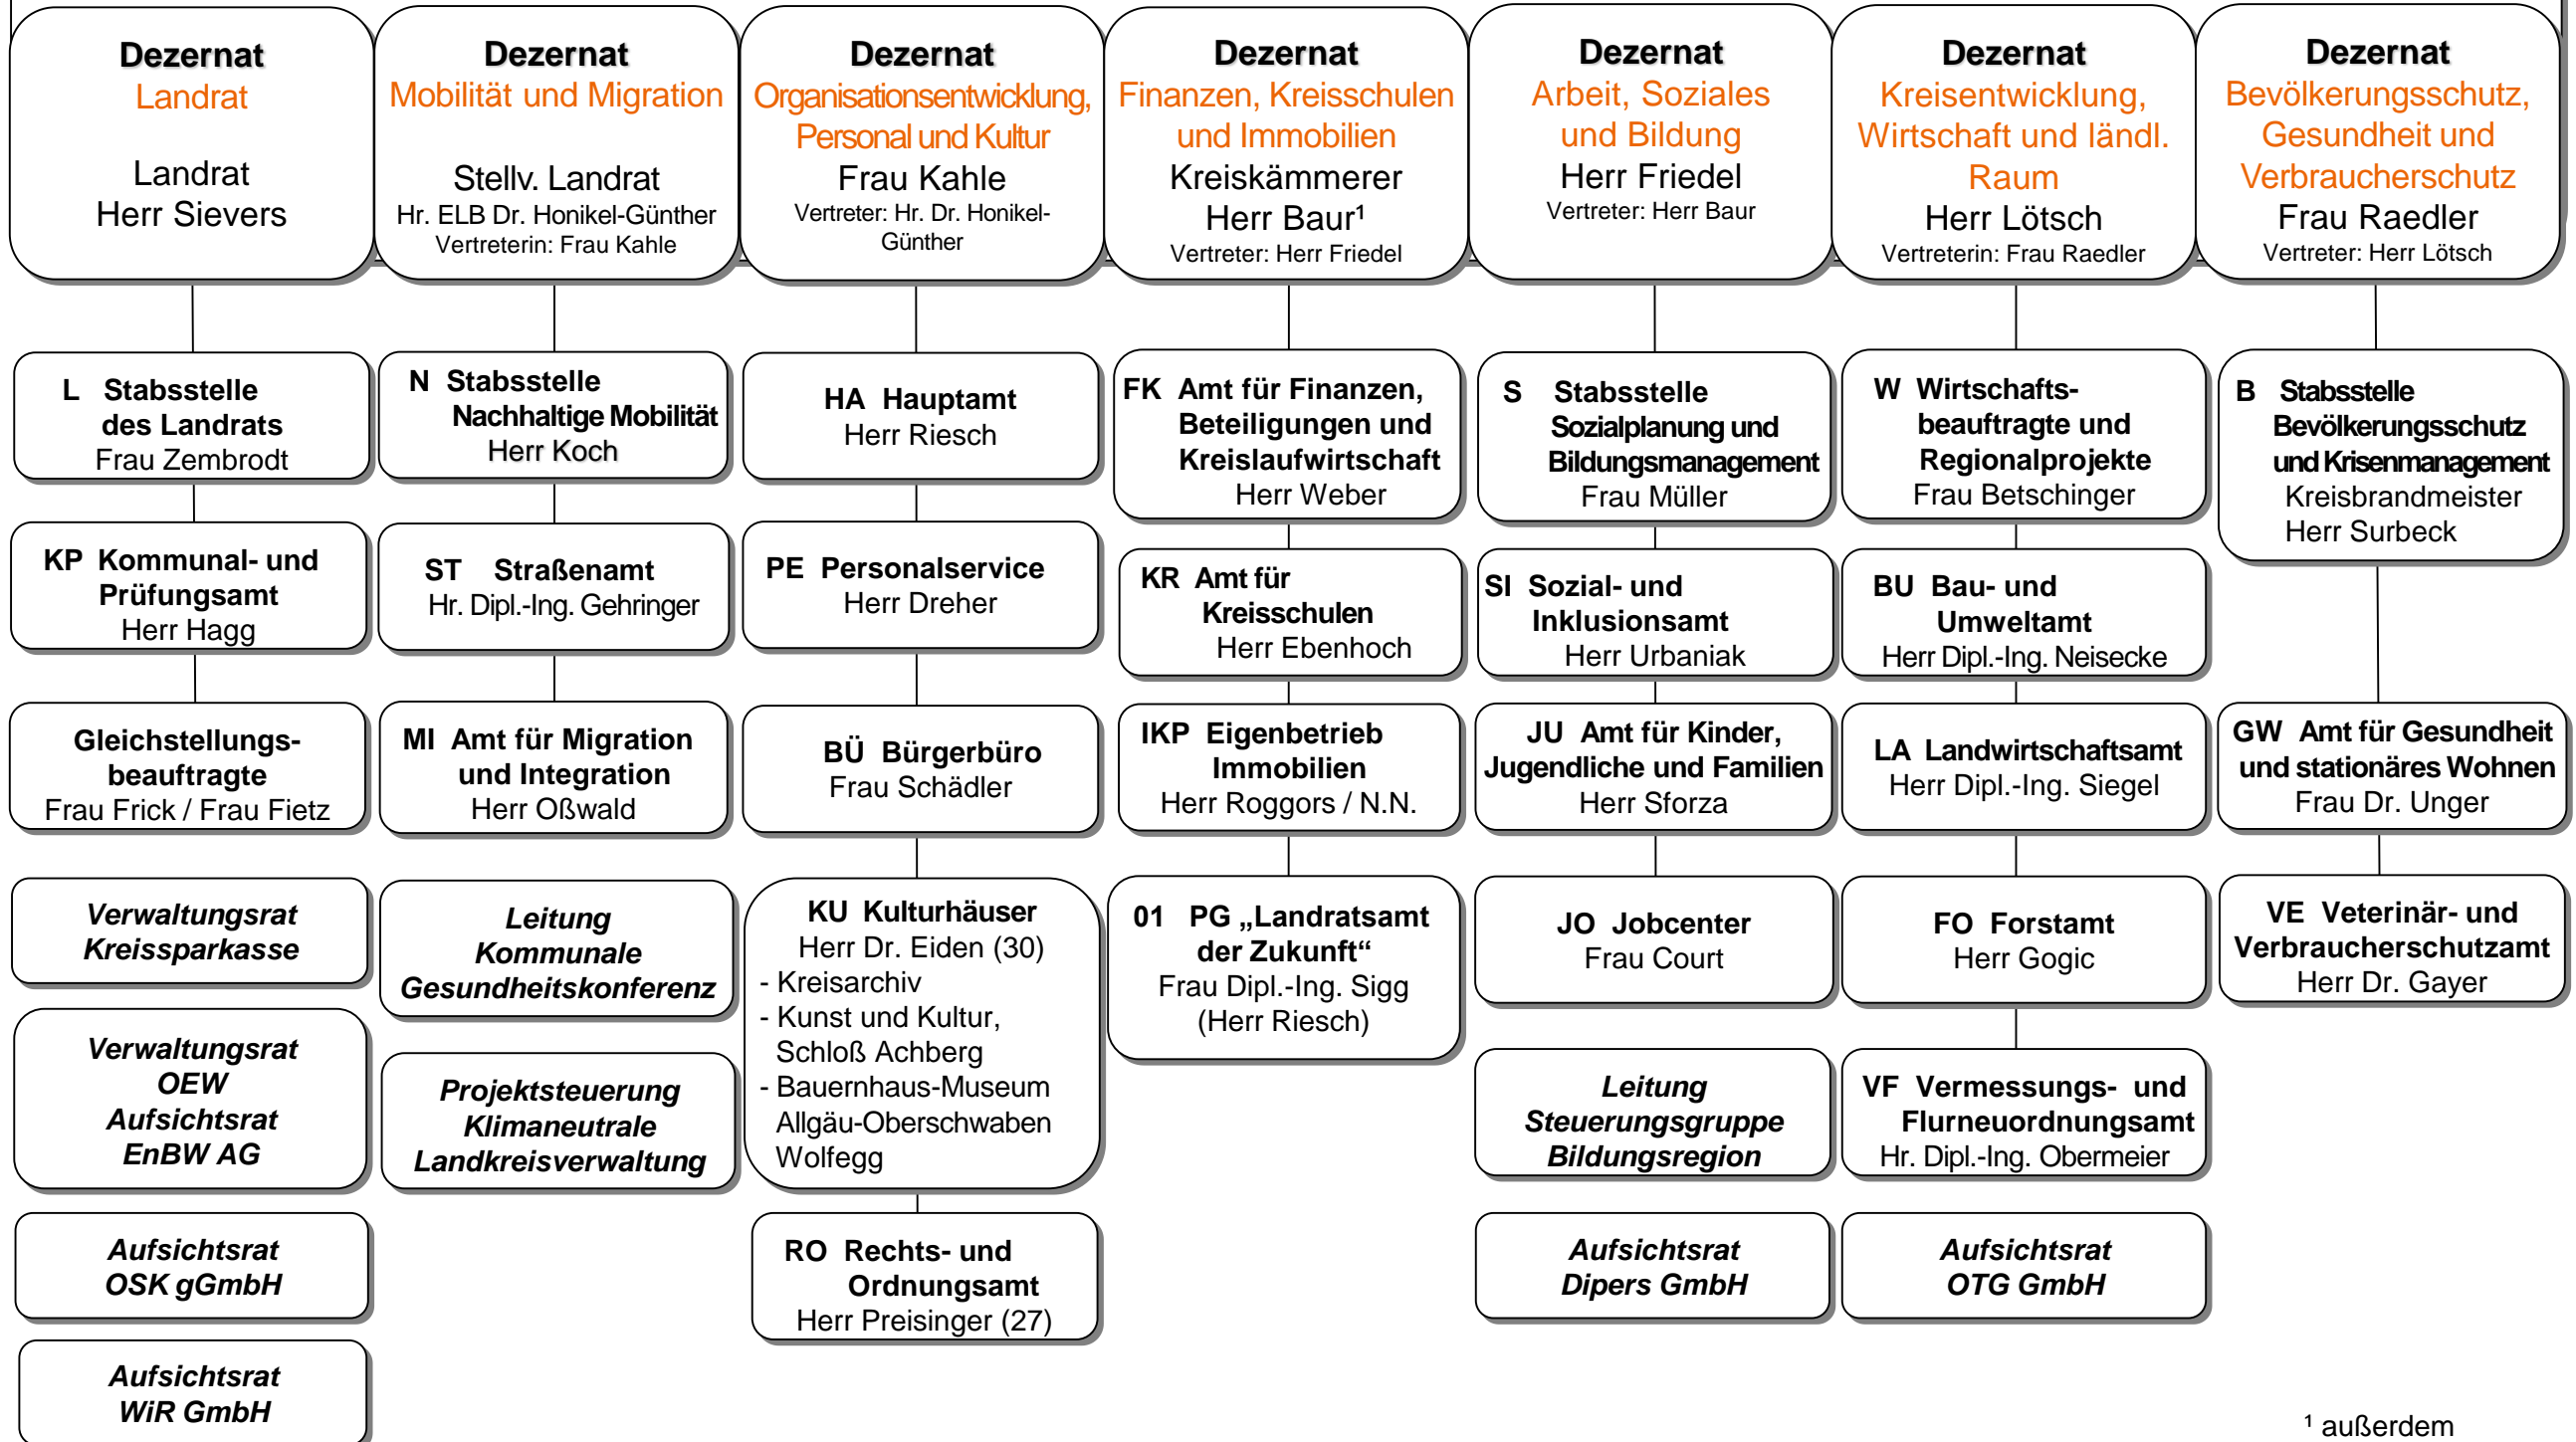 Dezernat
Landrat
Landrat
Herr Sievers
Dezernat
Mobilität und Migration
Stellv. Landrat
Hr. ELB Dr. Honikel-Günther
Vertreterin: Frau Kahle
Dezernat
Organisationsentwicklung,
Personal und Kultur
Frau Kahle
Vertreter: Hr. Dr. Honikel-
Günther
Dezernat
Finanzen, Kreisschulen
und Immobilien
Kreiskämmerer
Herr Baur¹
Vertreter: Herr Friedel
Dezernat
Arbeit, Soziales
und Bildung
Herr Friedel
Vertreter: Herr Baur
Dezernat
Kreisentwicklung,
Wirtschaft und ländl.
Raum
Herr Lötsch
Vertreterin: Frau Raedler
Dezernat
Bevölkerungsschutz,
Gesundheit und
Verbraucherschutz
Frau Raedler
Vertreter: Herr Lötsch
L Stabsstelle
des Landrats
Frau Zembrodt
KP Kommunal- und
Prüfungsamt
Herr Hagg
Gleichstellungs-
beauftragte
Frau Frick / Frau Fietz
Verwaltungsrat
Kreissparkasse
Verwaltungsrat
OEW
Aufsichtsrat
EnBW AG
Aufsichtsrat
OSK gGmbH
Aufsichtsrat
WiR GmbH
N Stabsstelle
Nachhaltige Mobilität
Herr Koch
ST Straßenamt
Hr. Dipl.-Ing. Gehringer
MI Amt für Migration
und Integration
Herr Oßwald
Leitung
Kommunale
Gesundheitskonferenz
Projektsteuerung
Klimaneutrale
Landkreisverwaltung
HA Hauptamt
Herr Riesch
PE Personalservice
Herr Dreher
BÜ Bürgerbüro
Frau Schädler
KU Kulturhäuser
Herr Dr. Eiden (30)
- Kreisarchiv
- Kunst und Kultur,
Schloß Achberg
- Bauernhaus-Museum
Allgäu-Oberschwaben
Wolfegg
RO Rechts- und
Ordnungsamt
Herr Preisinger (27)
FK Amt für Finanzen,
Beteiligungen und
Kreislaufwirtschaft
Herr Weber
KR Amt für
Kreisschulen
Herr Ebenhoch
IKP Eigenbetrieb
Immobilien
Herr Roggors / N.N.
01 PG „Landratsamt
der Zukunft“
Frau Dipl.-Ing. Sigg
(Herr Riesch)
S Stabsstelle
Sozialplanung und
Bildungsmanagement
Frau Müller
SI Sozial- und
Inklusionsamt
Herr Urbaniak
JU Amt für Kinder,
Jugendliche und Familien
Herr Sforza
JO Jobcenter
Frau Court
Leitung
Steuerungsgruppe
Bildungsregion
Aufsichtsrat
Dipers GmbH
W Wirtschafts-
beauftragte und
Regionalprojekte
Frau Betschinger
BU Bau- und
Umweltamt
Herr Dipl.-Ing. Neisecke
LA Landwirtschaftsamt
Herr Dipl.-Ing. Siegel
FO Forstamt
Herr Gogic
VF Vermessungs- und
Flurneuordnungsamt
Hr. Dipl.-Ing. Obermeier
Aufsichtsrat
OTG GmbH
B Stabsstelle
Bevölkerungsschutz
und Krisenmanagement
Kreisbrandmeister
Herr Surbeck
GW Amt für Gesundheit
und stationäres Wohnen
Frau Dr. Unger
VE Veterinär- und
Verbraucherschutzamt
Herr Dr. Gayer
¹ außerdem